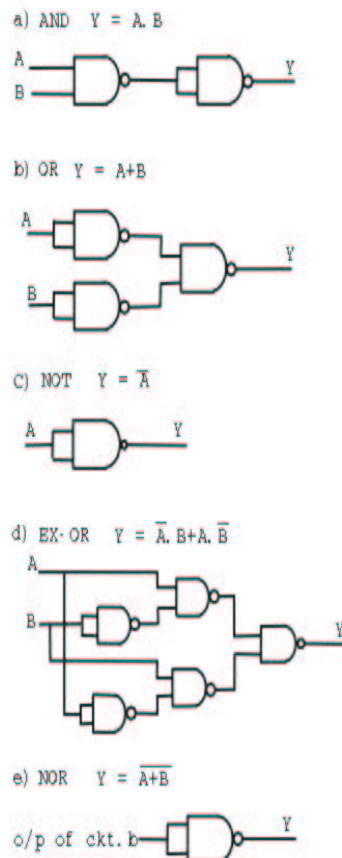 a) AND Y = A.B
A
B
Y
b) OR Y = A+B
A
B
Y
C) NOT Y = A̅
A
Y
d) EX-OR Y = A̅.B+A.B̅
A
B
Y
e) NOR Y = A̅+̅B̅
Y
o/p of ckt. b